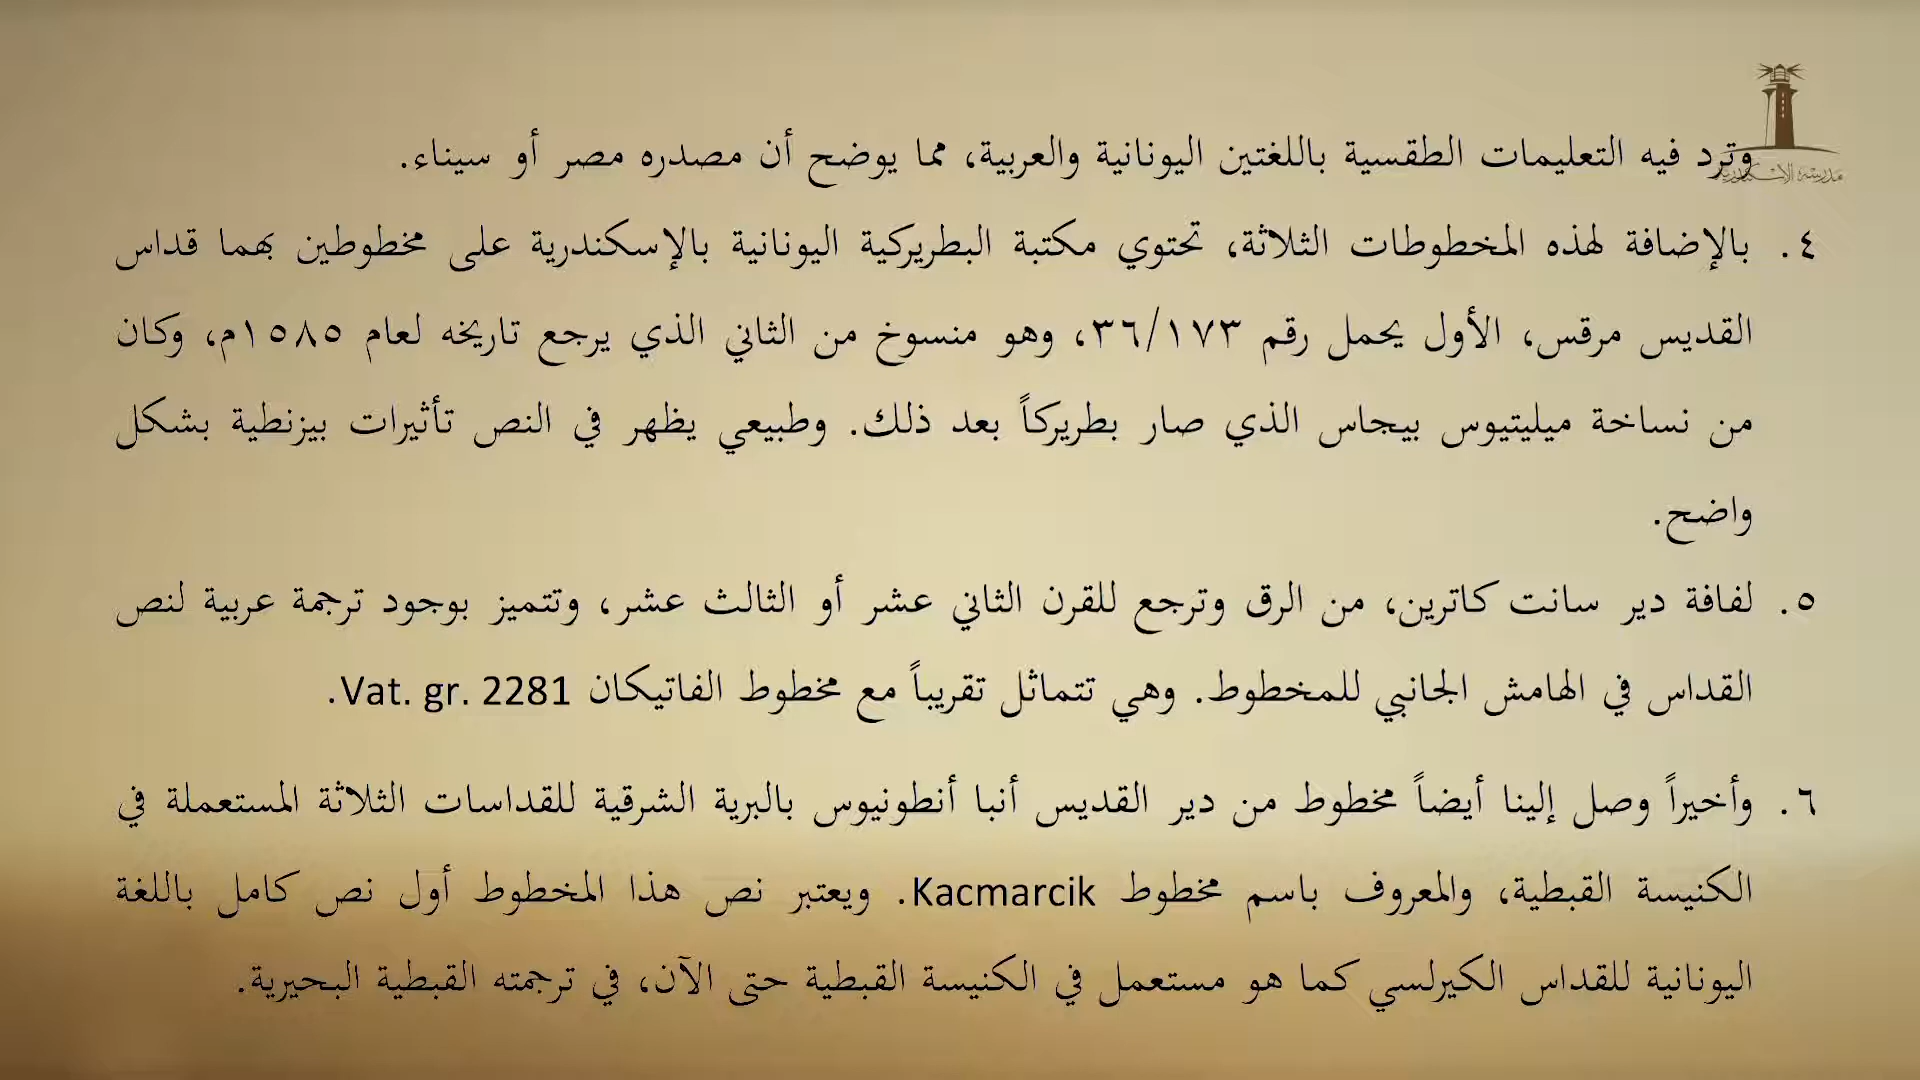 مدرسة الإسكندرية
وترد فيه التعليمات الطقسية باللغتين اليونانية والعربية، مما يوضح أن مصدره مصر أو سيناء.
٤. بالإضافة لهذه المخطوطات الثلاثة، تحتوي مكتبة البطريركية اليونانية بالإسكندرية على مخطوطين بهما قداس
القديس مرقس، الأول يحمل رقم ٣٦/١٧٣، وهو منسوخ من الثاني الذي يرجع تاريخه لعام ١٥٨٥م، وكان
من نساخة ميليتيوس بيجاس الذي صار بطريركاً بعد ذلك. وطبيعي يظهر في النص تأثيرات بيزنطية بشكل
واضح.
٥. لفافة دير سانت كاترين، من الرق وترجع للقرن الثاني عشر أو الثالث عشر، وتتميز بوجود ترجمة عربية لنص
القداس في الهامش الجانبي للمخطوط. وهي تتماثل تقريباً مع مخطوط الفاتيكان Vat. gr. 2281.
٦. وأخيراً وصل إلينا أيضاً مخطوط من دير القديس أنبا أنطونيوس بالبرية الشرقية للقداسات الثلاثة المستعملة في
الكنيسة القبطية، والمعروف باسم مخطوط Kacmarcik. ويعتبر نص هذا المخطوط أول نص كامل باللغة
اليونانية للقداس الكيرلسي كما هو مستعمل في الكنيسة القبطية حتى الآن، في ترجمته القبطية البحيرية.